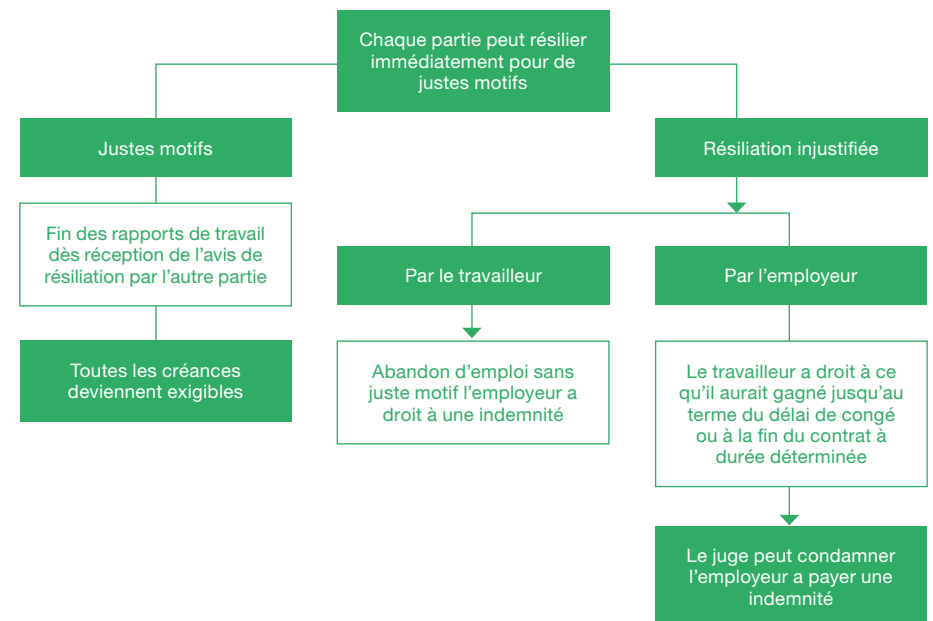 Chaque partie peut résilier
immédiatement pour de
justes motifs
Justes motifs
Résiliation injustifiée
Fin des rapports de travail
dès réception de l’avis de
résiliation par l’autre partie
Par le travailleur
Par l’employeur
Toutes les créances
deviennent exigibles
Abandon d’emploi sans
juste motif l’employeur a
droit à une indemnité
Le travailleur a droit à ce
qu’il aurait gagné jusqu’au
terme du délai de congé
ou à la fin du contrat à
durée déterminée
Le juge peut condamner
l’employeur a payer une
indemnité